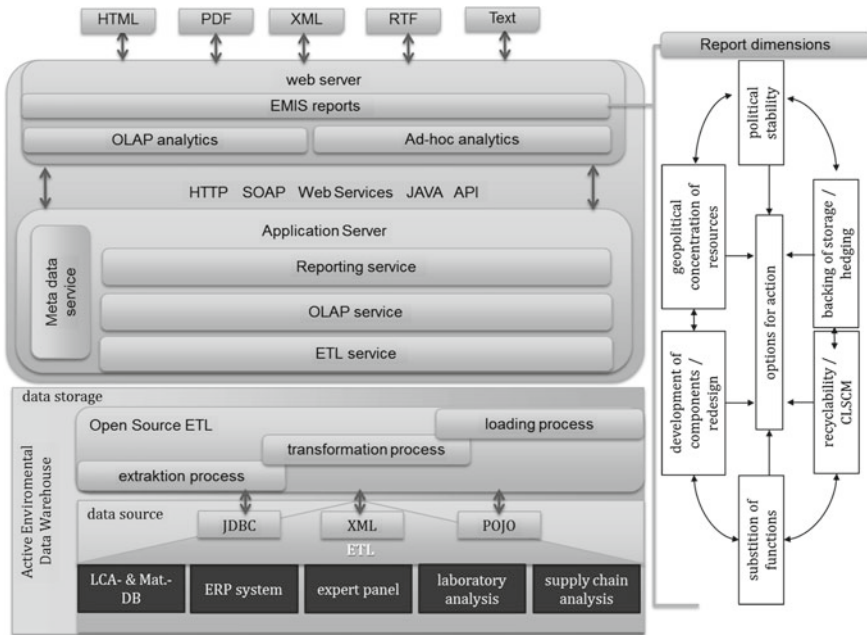 HTML
PDF
XML
RTF
Text
web server
EMIS reports
OLAP analytics
Ad-hoc analytics
HTTP SOAP Web Services JAVA API
Application Server
Meta data
service
Reporting service
OLAP service
ETL service
data storage
Active Enviromental
Data Warehouse
Open Source ETL
loading process
transformation process
extraktion process
data source
JDBC
XML
POJO
ETL
LCA- & Mat.-
DB
ERP system
expert panel
laboratory
analysis
supply chain
analysis
Report dimensions
political
stability
geopolitical
concentration of
resources
backing of storage /
hedging
options for action
development of
components /
redesign
recyclability /
CLSCM
substition of
functions